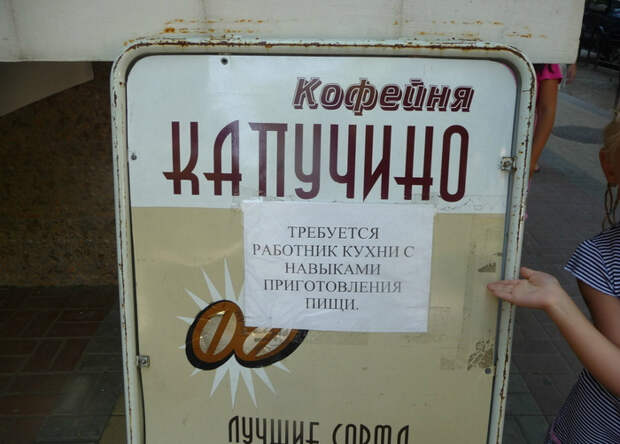 Кофейня
КАПУЧИНО
ТРЕБУЕТСЯ
РАБОТНИК КУХНИ С
НАВЫКАМИ
ПРИГОТОВЛЕНИЯ
ПИЩИ.
ЛУЧШИЕ СОРТА